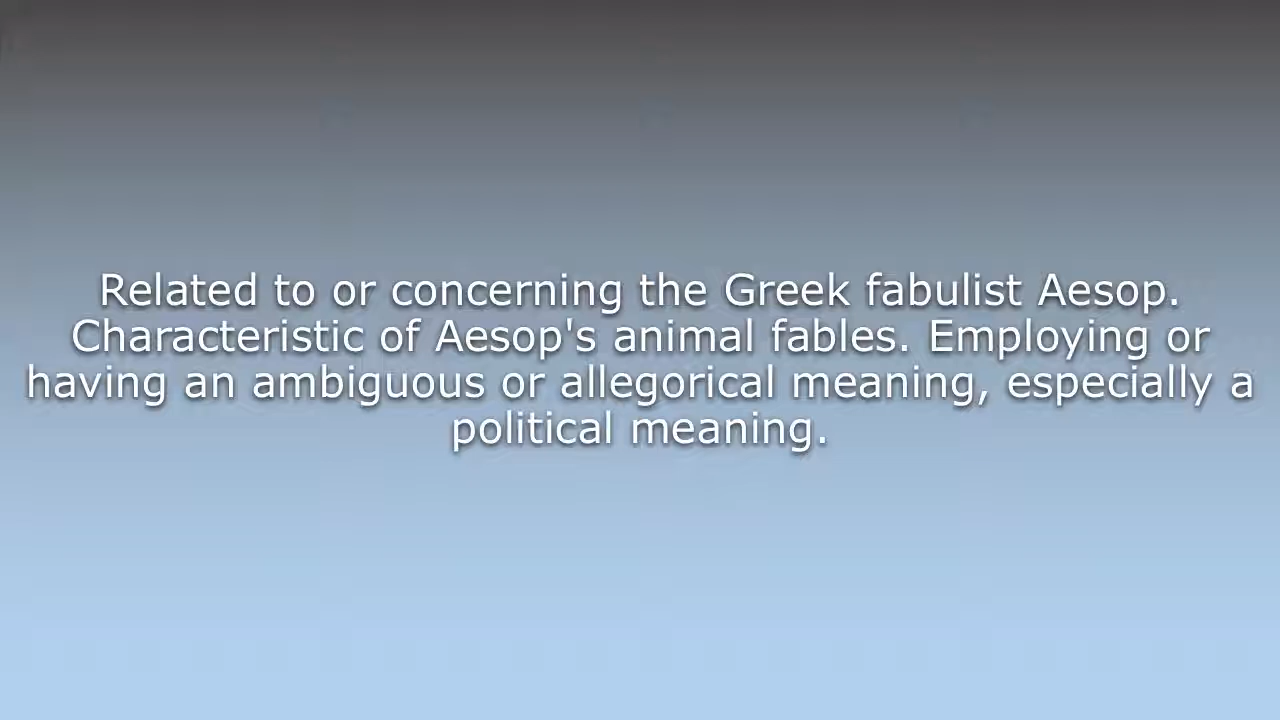 Related to or concerning the Greek fabulist Aesop.
Characteristic of Aesop's animal fables. Employing or
having an ambiguous or allegorical meaning, especially a
political meaning.